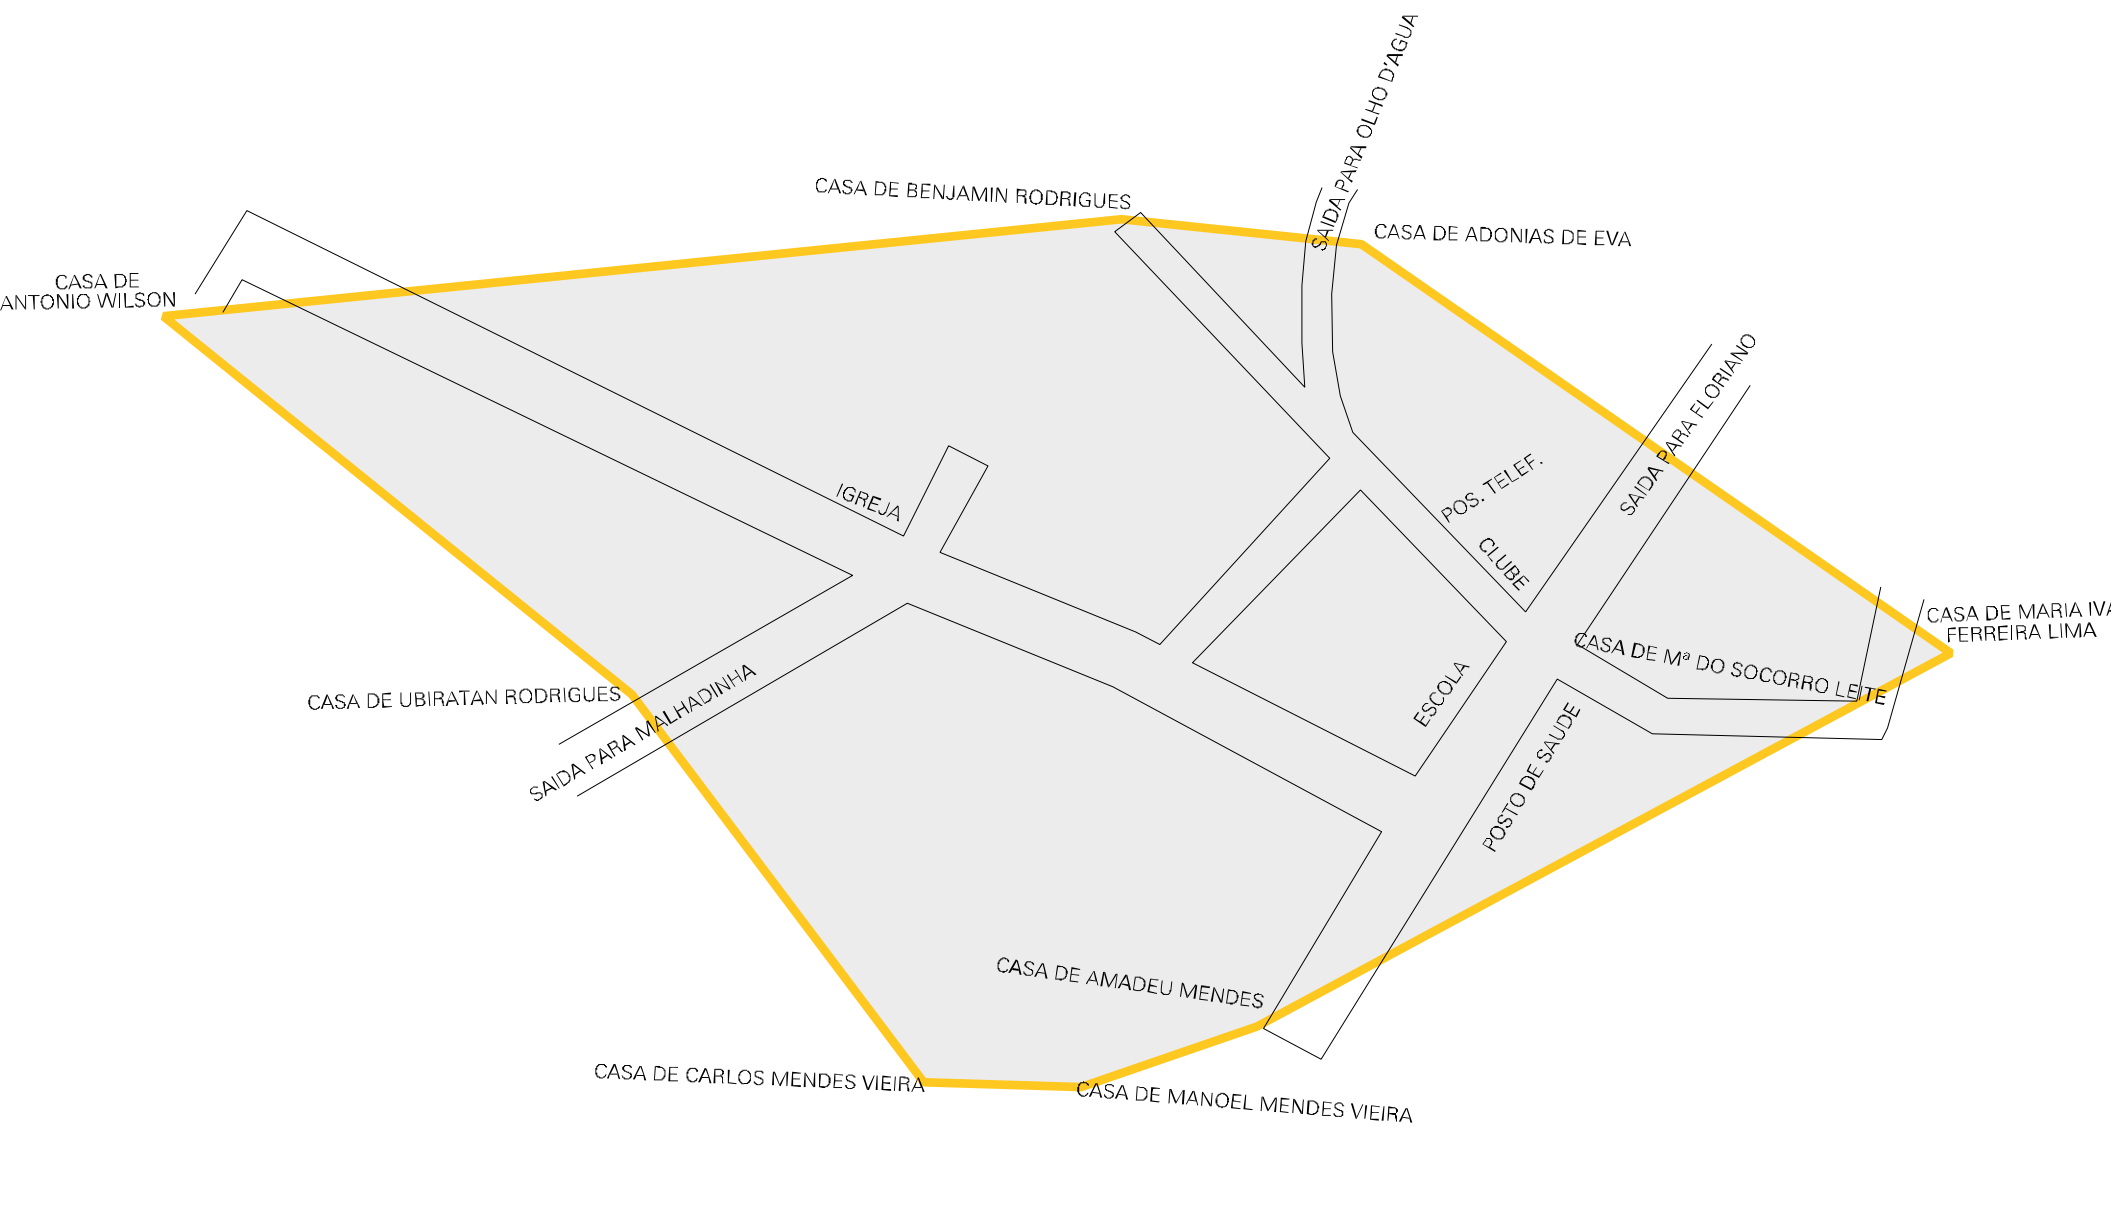 SAIDA PARA OLHO D'AGUA
CASA DE BENJAMIN RODRIGUES
CASA DE ADONIAS DE EVA
CASA DE
ANTONIO WILSON
SAIDA PARA FLORIANO
IGREJA
POS. TELEF.
CLUBE
CASA DE MARIA IVA
FERREIRA LIMA
CASA DE Mª DO SOCORRO LEITE
ESCOLA
CASA DE UBIRATAN RODRIGUES
SAIDA PARA MALHADINHA
POSTO DE SAUDE
CASA DE AMADEU MENDES
CASA DE CARLOS MENDES VIEIRA
CASA DE MANOEL MENDES VIEIRA